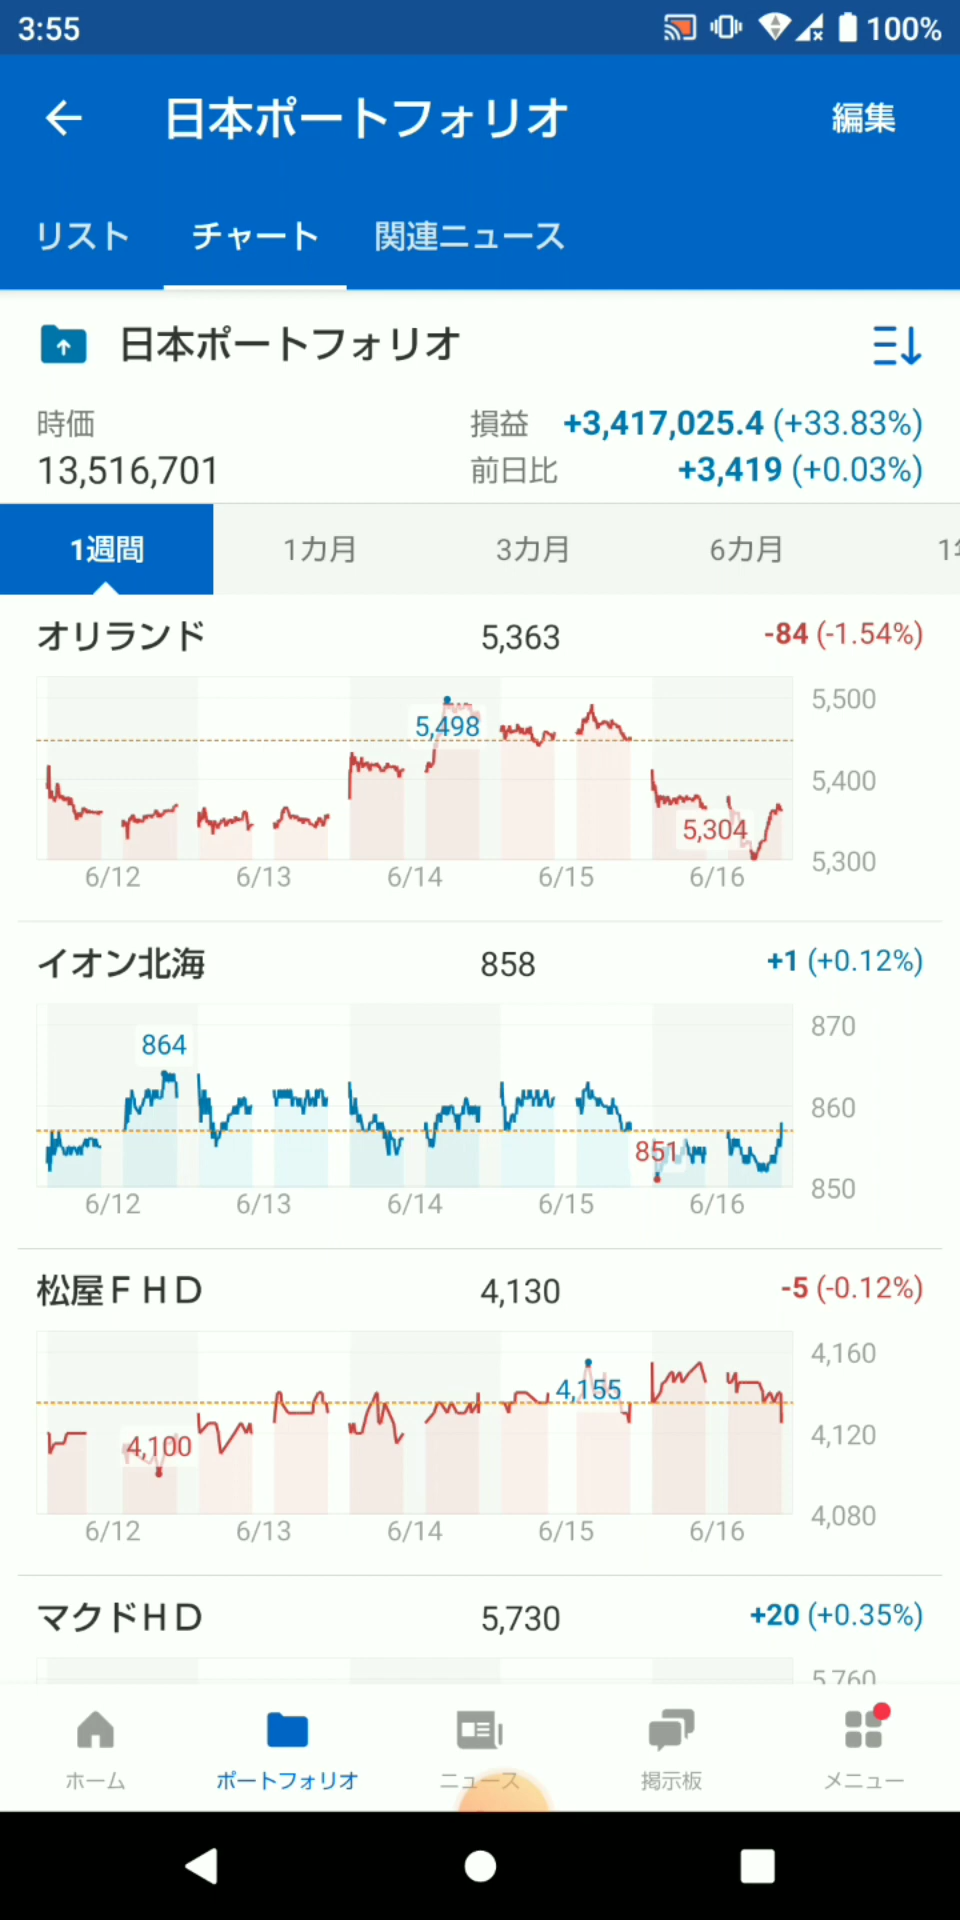 3:55
100%
日本ポートフォリオ
編集
リスト
チャート
関連ニュース
日本ポートフォリオ
時価
損益 +3,417,025.4 (+33.83%)
13,516,701
前日比 +3,419 (+0.03%)
1週間
1カ月
3カ月
6カ月
オリランド 5,363 -84 (-1.54%)
5,500
5,498
5,400
5,304
5,300
6/12 6/13 6/14 6/15 6/16
イオン北海 858 +1 (+0.12%)
870
864
860
851
850
6/12 6/13 6/14 6/15 6/16
松屋ＦＨＤ 4,130 -5 (-0.12%)
4,160
4,155
4,120
4,100
4,080
6/12 6/13 6/14 6/15 6/16
マクドＨＤ 5,730 +20 (+0.35%)
5,760
ホーム
ポートフォリオ
ニュース
掲示板
メニュー